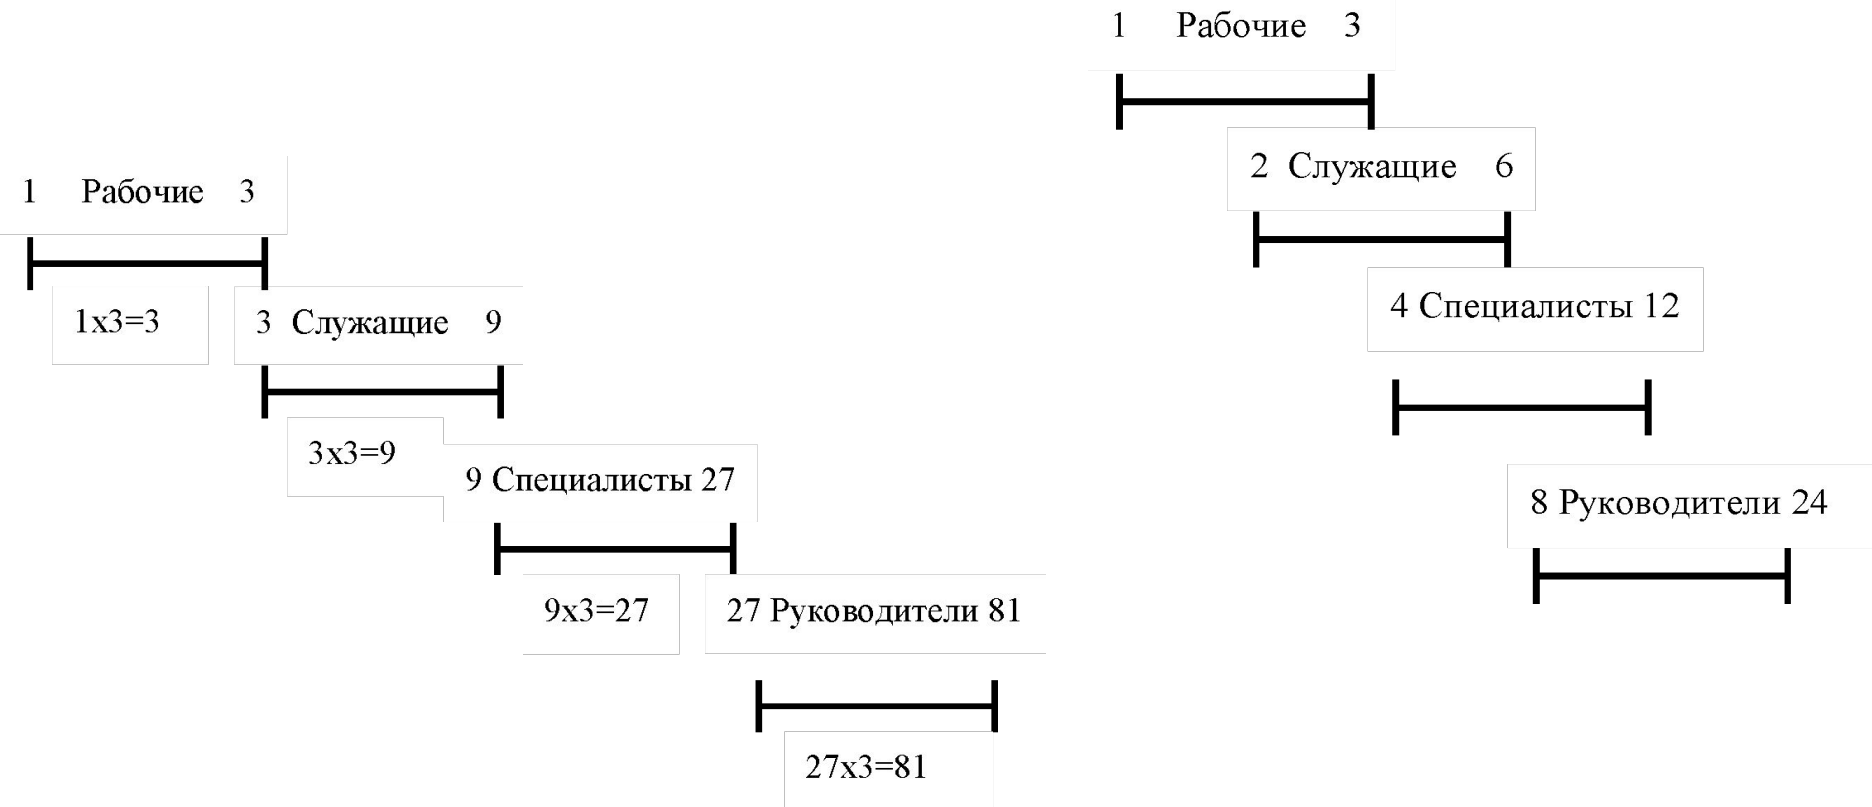 1 Рабочие 3
1х3=3
3 Служащие 9
3х3=9
9 Специалисты 27
9х3=27
27 Руководители 81
27х3=81
1 Рабочие 3
2 Служащие 6
4 Специалисты 12
8 Руководители 24